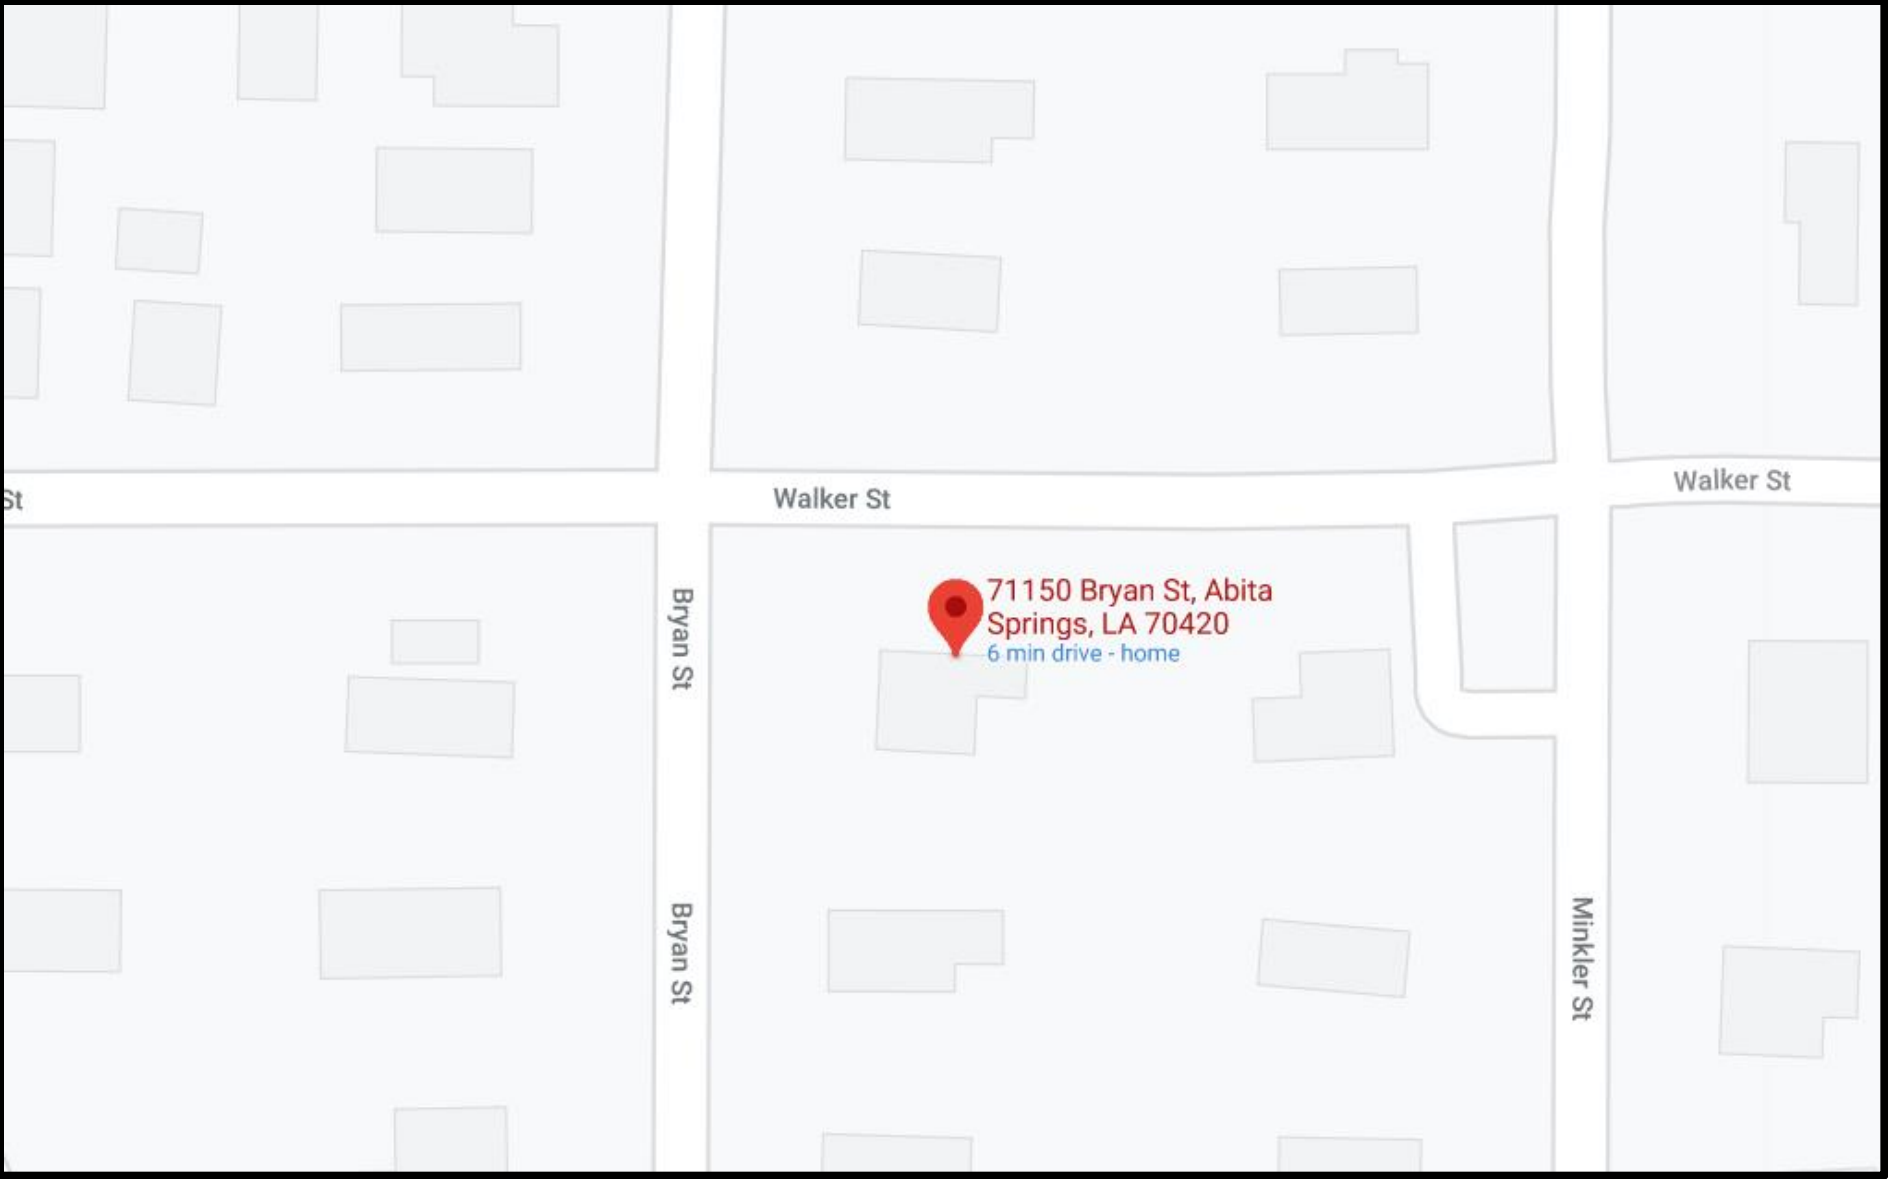 Walker St
St
Walker St
Bryan St
71150 Bryan St, Abita
Springs, LA 70420
6 min drive - home
Bryan St
Minkler St